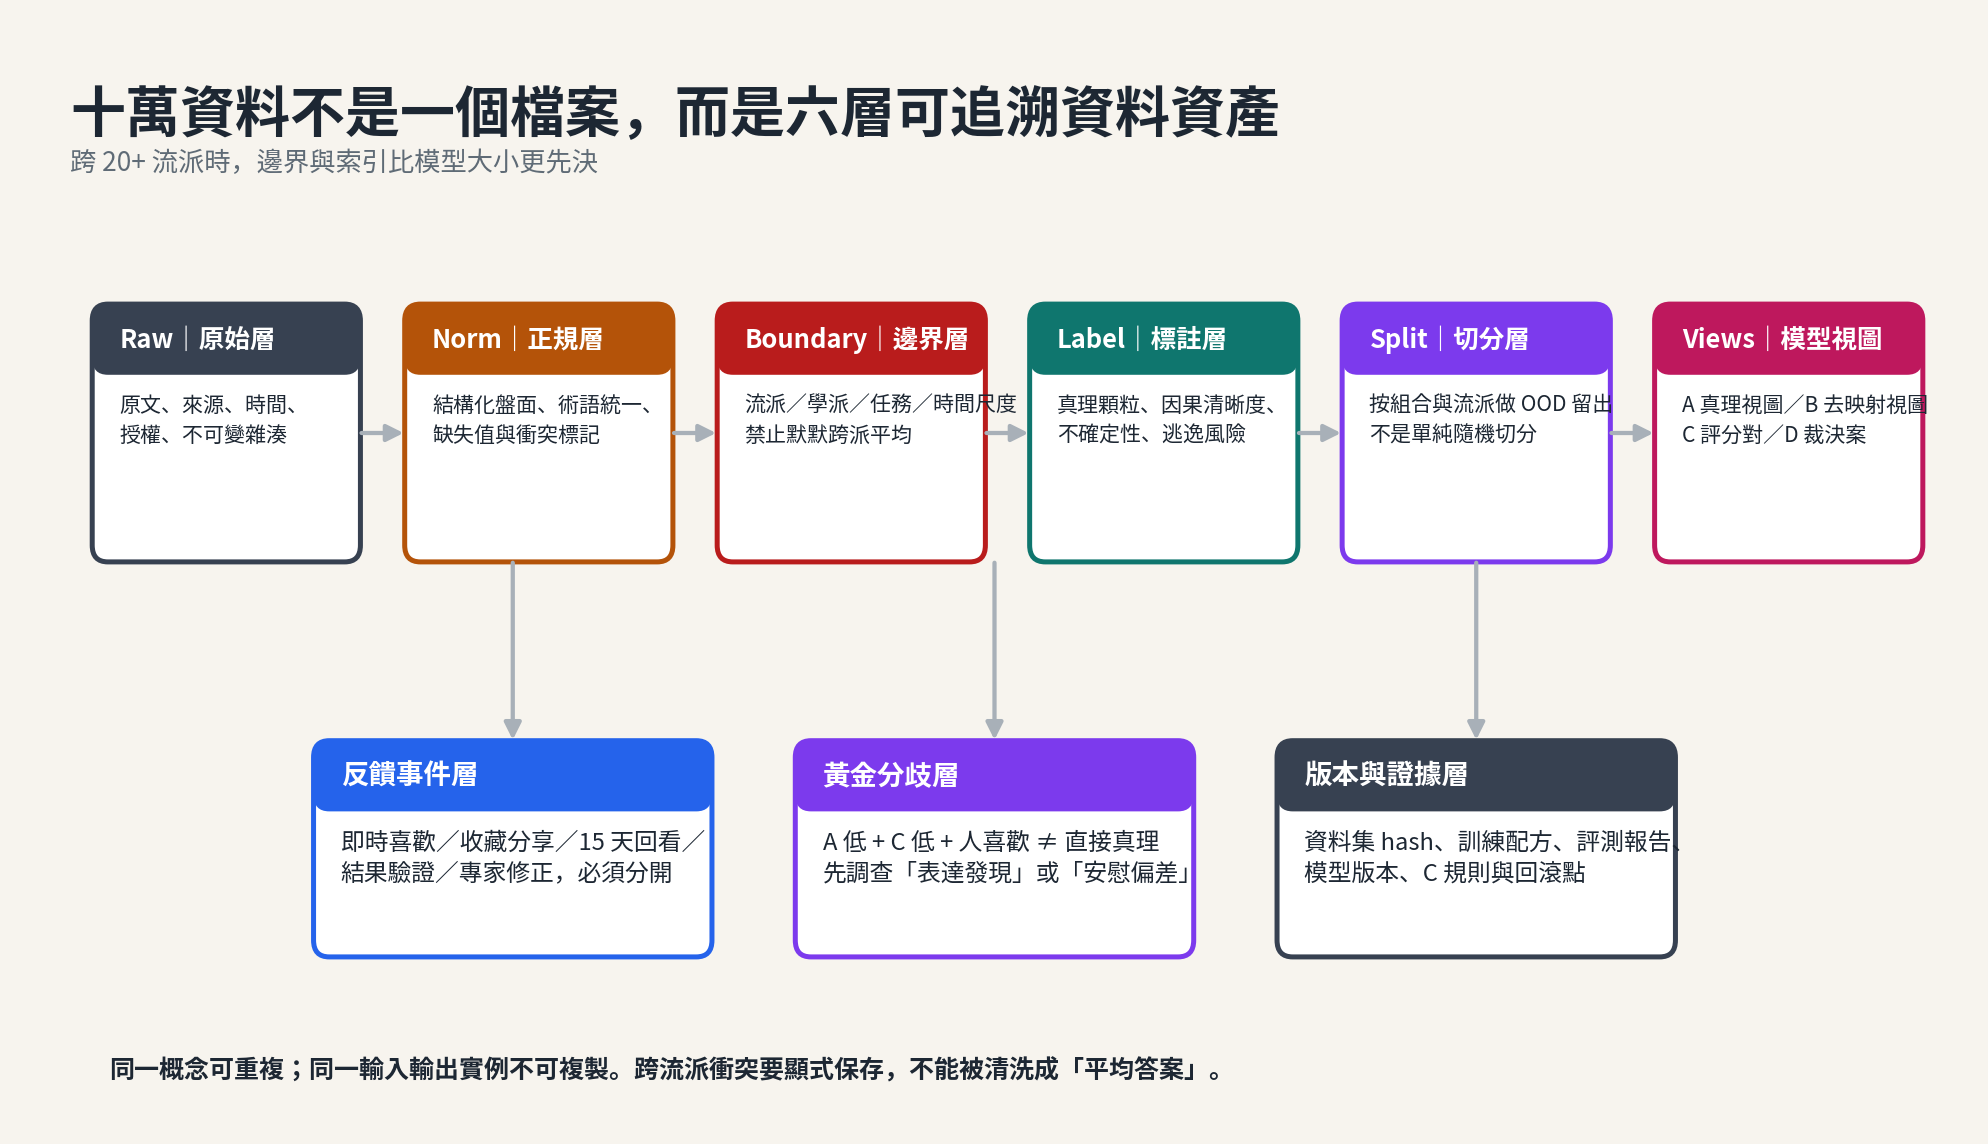 十萬資料不是一個檔案，而是六層可追溯資料資產
跨 20+ 流派時，邊界與索引比模型大小更先決
Raw｜原始層
原文、來源、時間、
授權、不可變雜湊
Norm｜正規層
結構化盤面、術語統一、
缺失值與衝突標記
Boundary｜邊界層
流派／學派／任務／時間尺度
禁止默默跨派平均
Label｜標註層
真理顆粒、因果清晰度、
不確定性、逃逸風險
Split｜切分層
按組合與流派做 OOD 留出
不是單純隨機切分
Views｜模型視圖
A 真理視圖／B 去映射視圖
C 評分對／D 裁決案
反饋事件層
即時喜歡／收藏分享／15 天回看／
結果驗證／專家修正，必須分開
黃金分歧層
A 低 + C 低 + 人喜歡 ≠ 直接真理
先調查「表達發現」或「安慰偏差」
版本與證據層
資料集 hash、訓練配方、評測報告、
模型版本、C 規則與回滾點
同一概念可重複；同一輸入輸出實例不可複製。跨流派衝突要顯式保存，不能被清洗成「平均答案」。